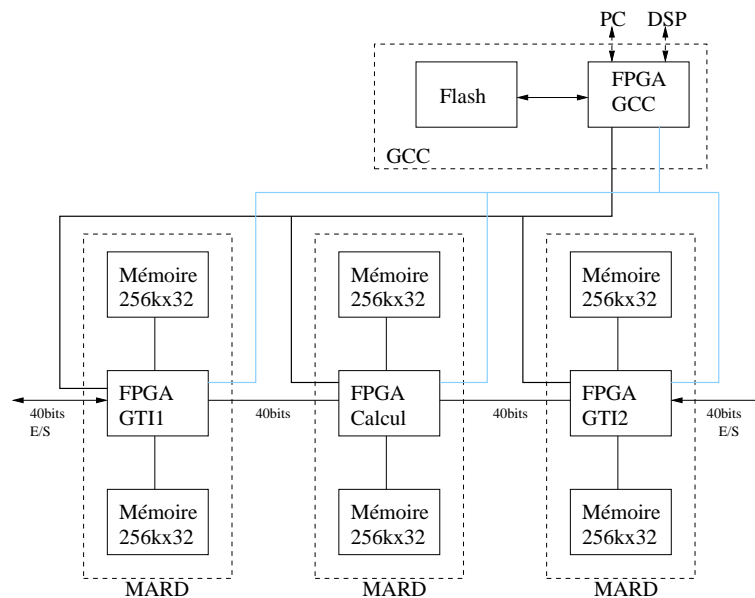 PC DSP
Flash
FPGA
GCC
GCC
Mémoire
256kx32
Mémoire
256kx32
Mémoire
256kx32
FPGA
GTI1
FPGA
Calcul
FPGA
GTI2
40bits
E/S
40bits
40bits
40bits
E/S
Mémoire
256kx32
Mémoire
256kx32
Mémoire
256kx32
MARD
MARD
MARD